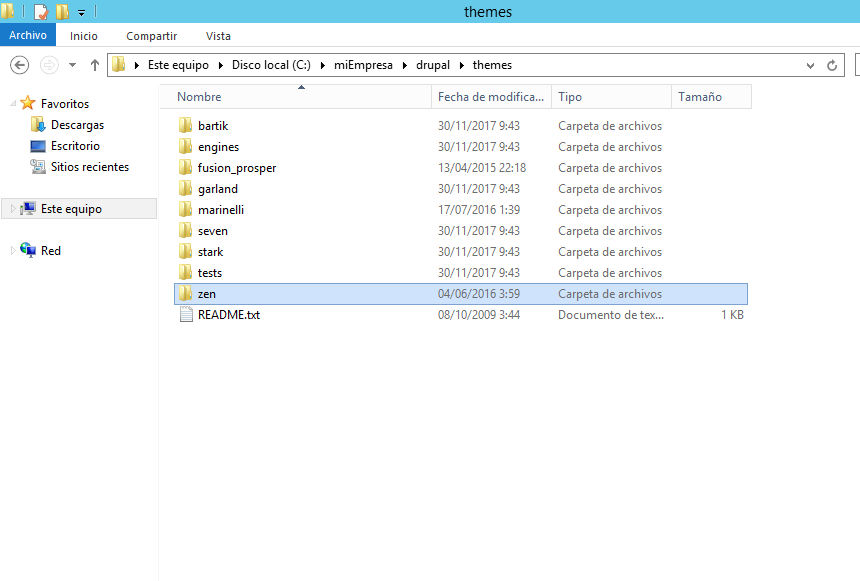 themes
Archivo Inicio Compartir Vista
Este equipo Disco local (C:) miEmpresa drupal themes
Favoritos
Descargas
Escritorio
Sitios recientes
Este equipo
Red
Nombre Fecha de modifica... Tipo Tamaño
bartik 30/11/2017 9:43 Carpeta de archivos
engines 30/11/2017 9:43 Carpeta de archivos
fusion_prosper 13/04/2015 22:18 Carpeta de archivos
garland 30/11/2017 9:43 Carpeta de archivos
marinelli 17/07/2016 1:39 Carpeta de archivos
seven 30/11/2017 9:43 Carpeta de archivos
stark 30/11/2017 9:43 Carpeta de archivos
tests 30/11/2017 9:43 Carpeta de archivos
zen 04/06/2016 3:59 Carpeta de archivos
README.txt 08/10/2009 3:44 Documento de tex... 1 KB